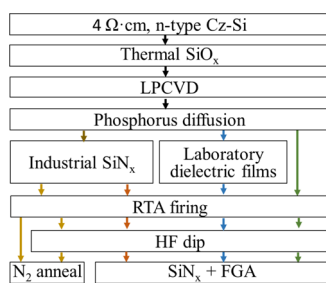 4 Ω·cm, n-type Cz-Si
Thermal SiOₓ
LPCVD
Phosphorus diffusion
Industrial SiNₓ
Laboratory
dielectric films
RTA firing
HF dip
N₂ anneal
SiNₓ + FGA